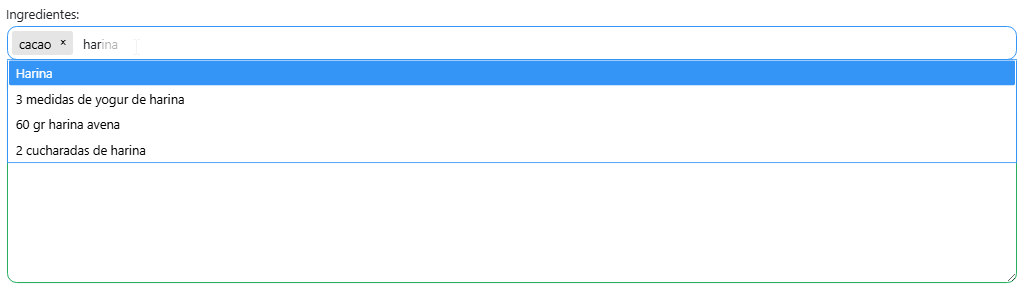 Ingredientes:
cacao × harina
Harina
3 medidas de yogur de harina
60 gr harina avena
2 cucharadas de harina